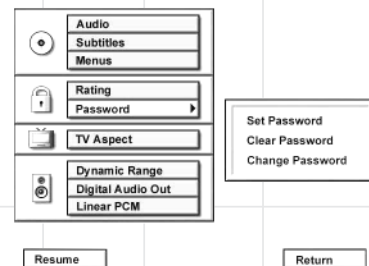 Audio
Subtitles
Menus
Rating
Password
Set Password
Clear Password
Change Password
TV Aspect
Dynamic Range
Digital Audio Out
Linear PCM
Resume
Return